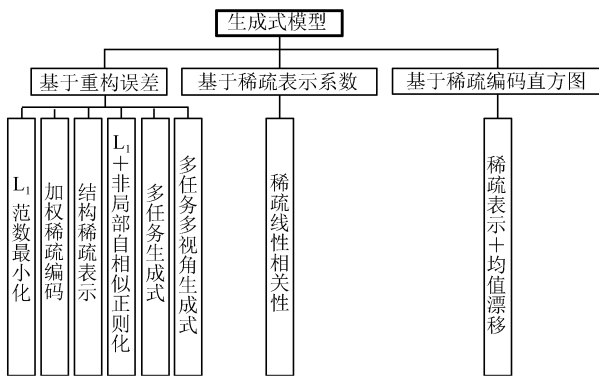 生成式模型
基于重构误差
基于稀疏表示系数
基于稀疏编码直方图
L₁范数最小化
加权稀疏编码
结构稀疏表示
L₁+非局部自相似正则化
多任务生成式
多任务多视角生成式
稀疏线性相关性
稀疏表示+均值漂移